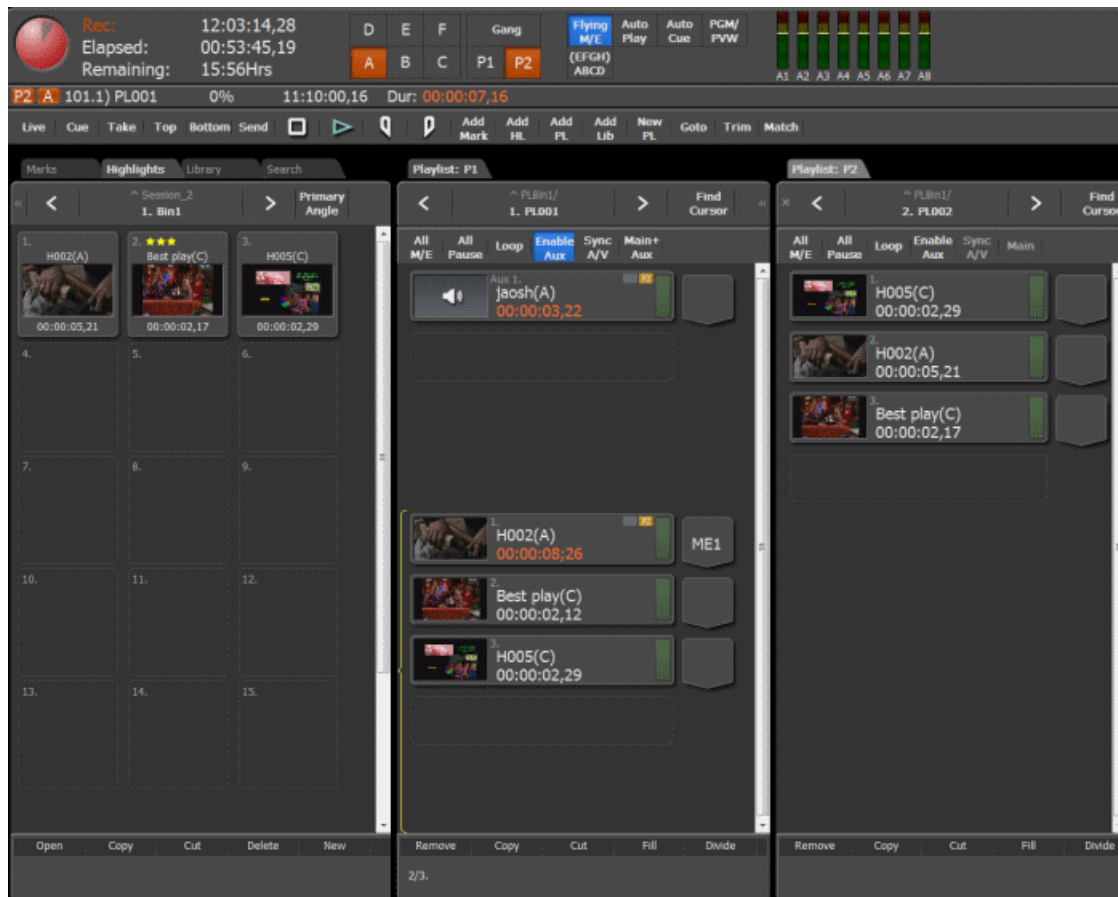 Rec: 12:03:14,28
Elapsed: 00:53:45,19
Remaining: 15:56Hrs
D E F Gang
A B C P1 P2
Flying M/E
Auto Play
Auto Cue
PGM/ PVW
(EFGH) ABCD
A1 A2 A3 A4 A5 A6 A7 A8
P2 A 101.1) PL001 0% 11:10:00,16 Dur: 00:00:07,16
Live Cue Take Top Bottom Send
Add Mark
Add HL
Add PL
Add Lib
New PL
Goto Trim Match
Marks Highlights Library Search
^ Session_2
< 1. Bin1 >
Primary Angle
1.
H002(A)
00:00:05,21
2. ★★★
Best play(C)
00:00:02,17
3.
H005(C)
00:00:02,29
4. 5. 6.
7. 8. 9.
10. 11. 12.
13. 14. 15.
Open Copy Cut Delete New
Playlist: P1
^ PLBin1/
< 1. PL001 >
Find Cursor
«
All M/E
All Pause
Loop
Enable Aux
Sync A/V
Main+ Aux
Aux 1.
P2
jaosh(A)
00:00:03,22
1.
P2
H002(A)
00:00:08;26
ME1
2.
Best play(C)
00:00:02,12
3.
H005(C)
00:00:02,29
Remove Copy Cut Fill Divide
2/3.
Playlist: P2
^ PLBin1/
× < 2. PL002 >
Find Cursor
All M/E
All Pause
Loop
Enable Aux
Sync A/V
Main
1.
H005(C)
00:00:02,29
2.
H002(A)
00:00:05,21
3.
Best play(C)
00:00:02,17
Remove Copy Cut Fill Divide